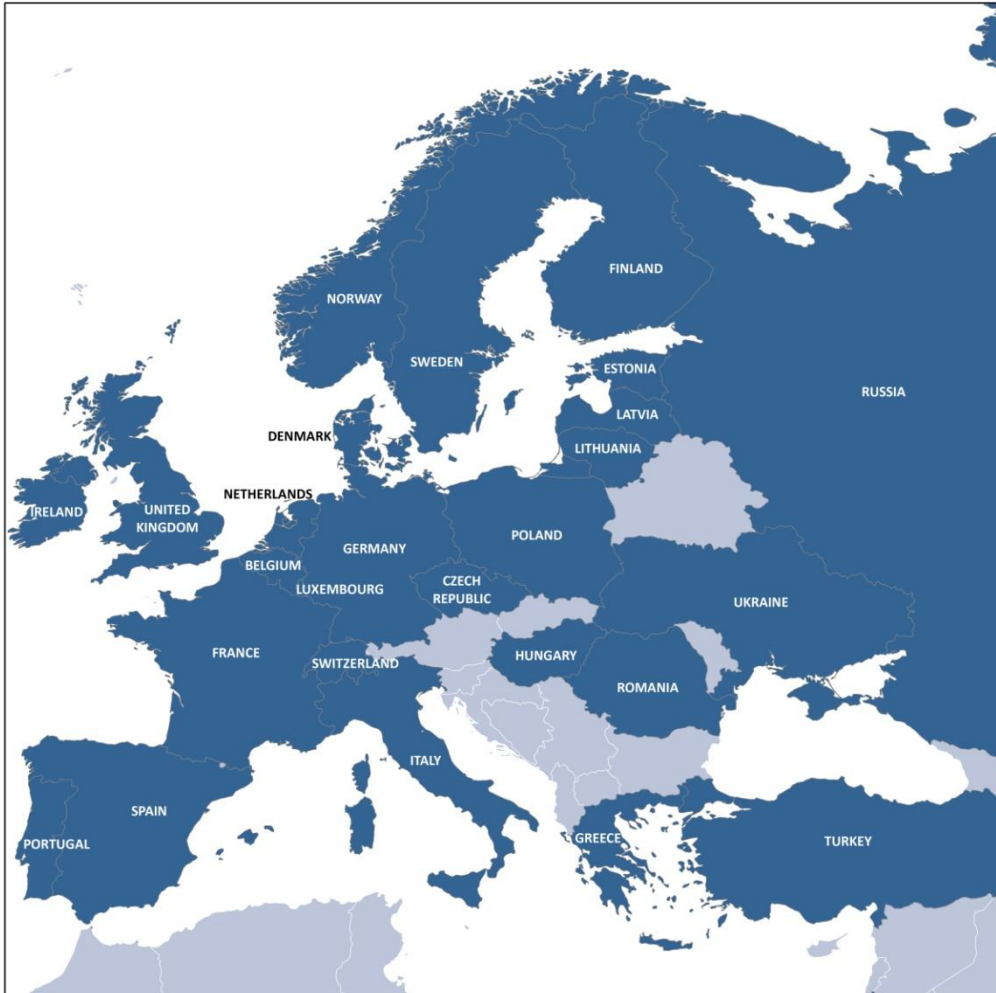 FINLAND
NORWAY
SWEDEN
ESTONIA
RUSSIA
LATVIA
DENMARK
LITHUANIA
NETHERLANDS
IRELAND
UNITED
KINGDOM
POLAND
GERMANY
BELGIUM
CZECH
REPUBLIC
LUXEMBOURG
UKRAINE
FRANCE
SWITZERLAND
HUNGARY
ROMANIA
ITALY
SPAIN
PORTUGAL
GREECE
TURKEY